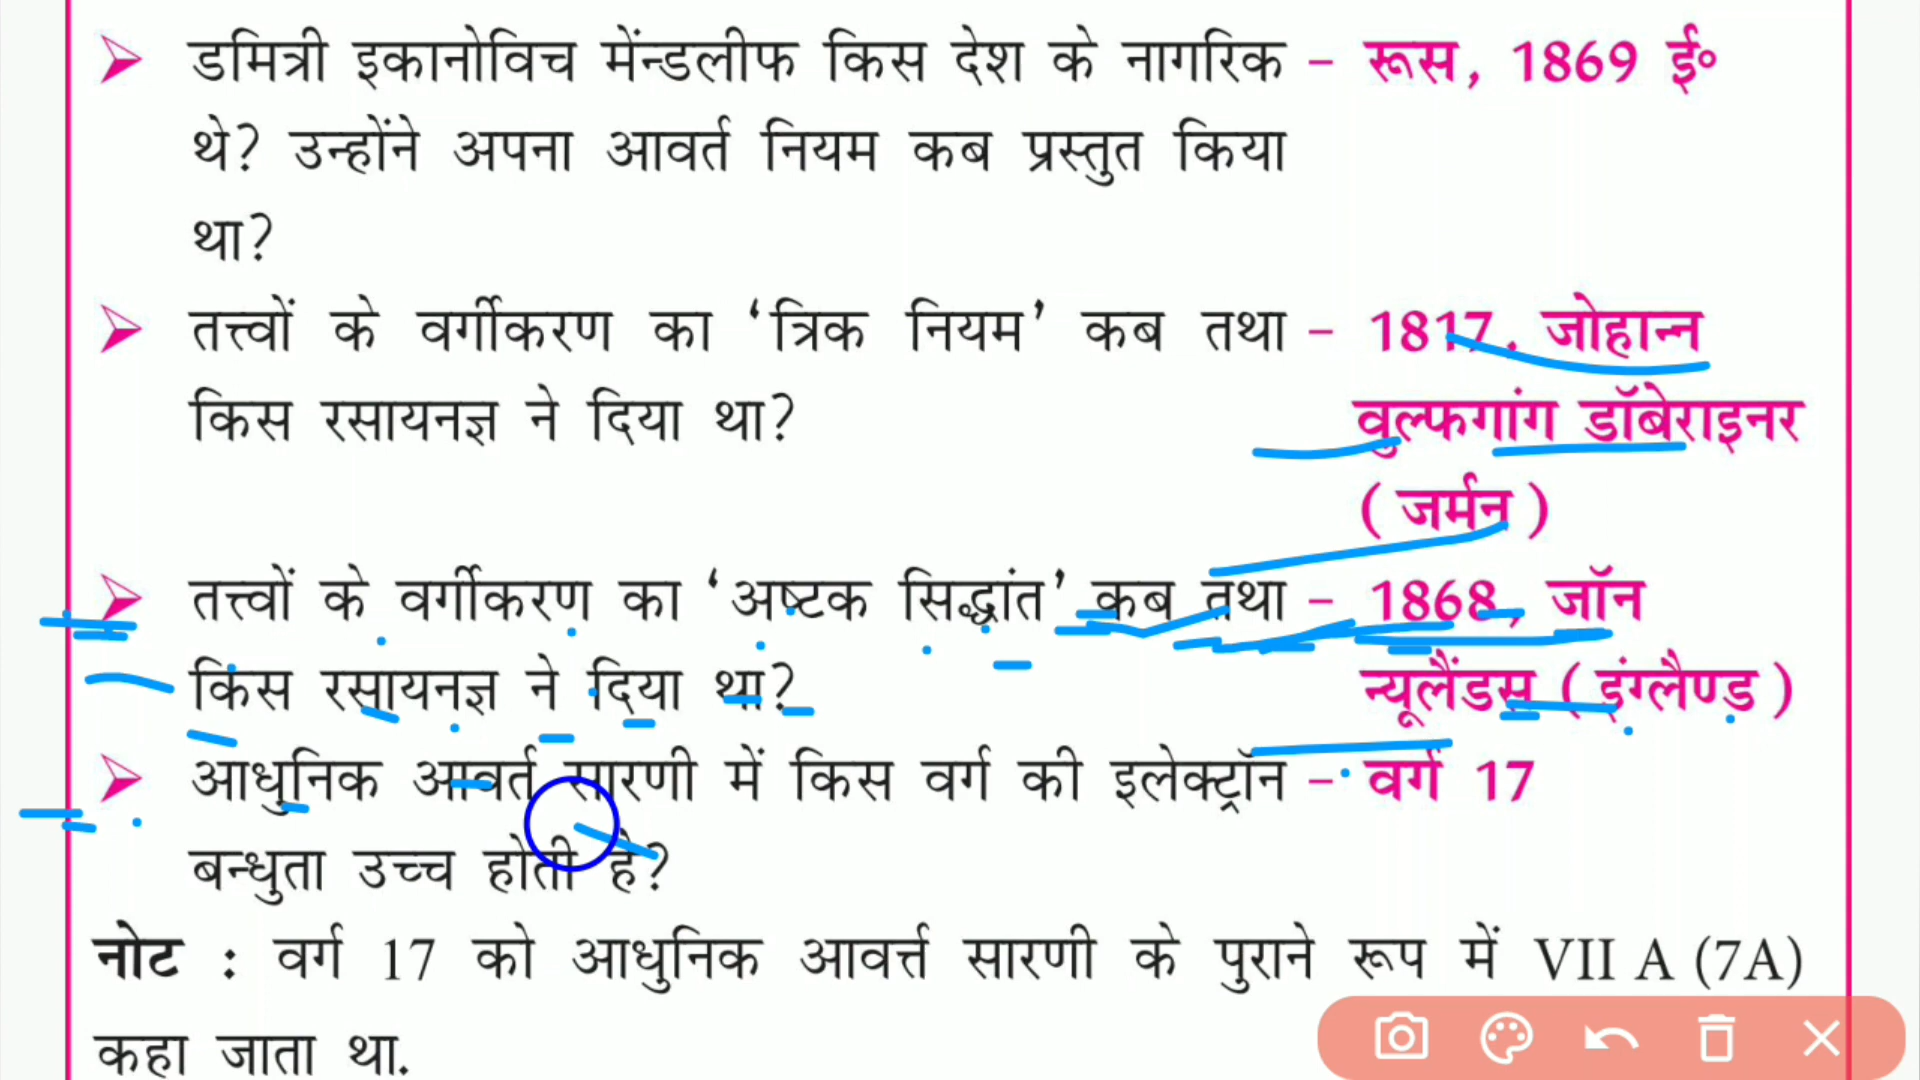 डमित्री इकानोविच मेंन्डलीफ किस देश के नागरिक - रूस, 1869 ई॰
थे? उन्होंने अपना आवर्त नियम कब प्रस्तुत किया
था?
तत्त्वों के वर्गीकरण का ‘त्रिक नियम’ कब तथा - 1817, जोहान्न
किस रसायनज्ञ ने दिया था? वुल्फगांग डॉबेराइनर
(जर्मन)
तत्त्वों के वर्गीकरण का ‘अष्टक सिद्धांत’ कब तथा - 1868, जॉन
किस रसायनज्ञ ने दिया था? न्यूलैंडस (इंग्लैण्ड)
आधुनिक आवर्त सारणी में किस वर्ग की इलेक्ट्रॉन - वर्ग 17
बन्धुता उच्च होती है?
नोट : वर्ग 17 को आधुनिक आवर्त्त सारणी के पुराने रूप में VII A (7A)
कहा जाता था.